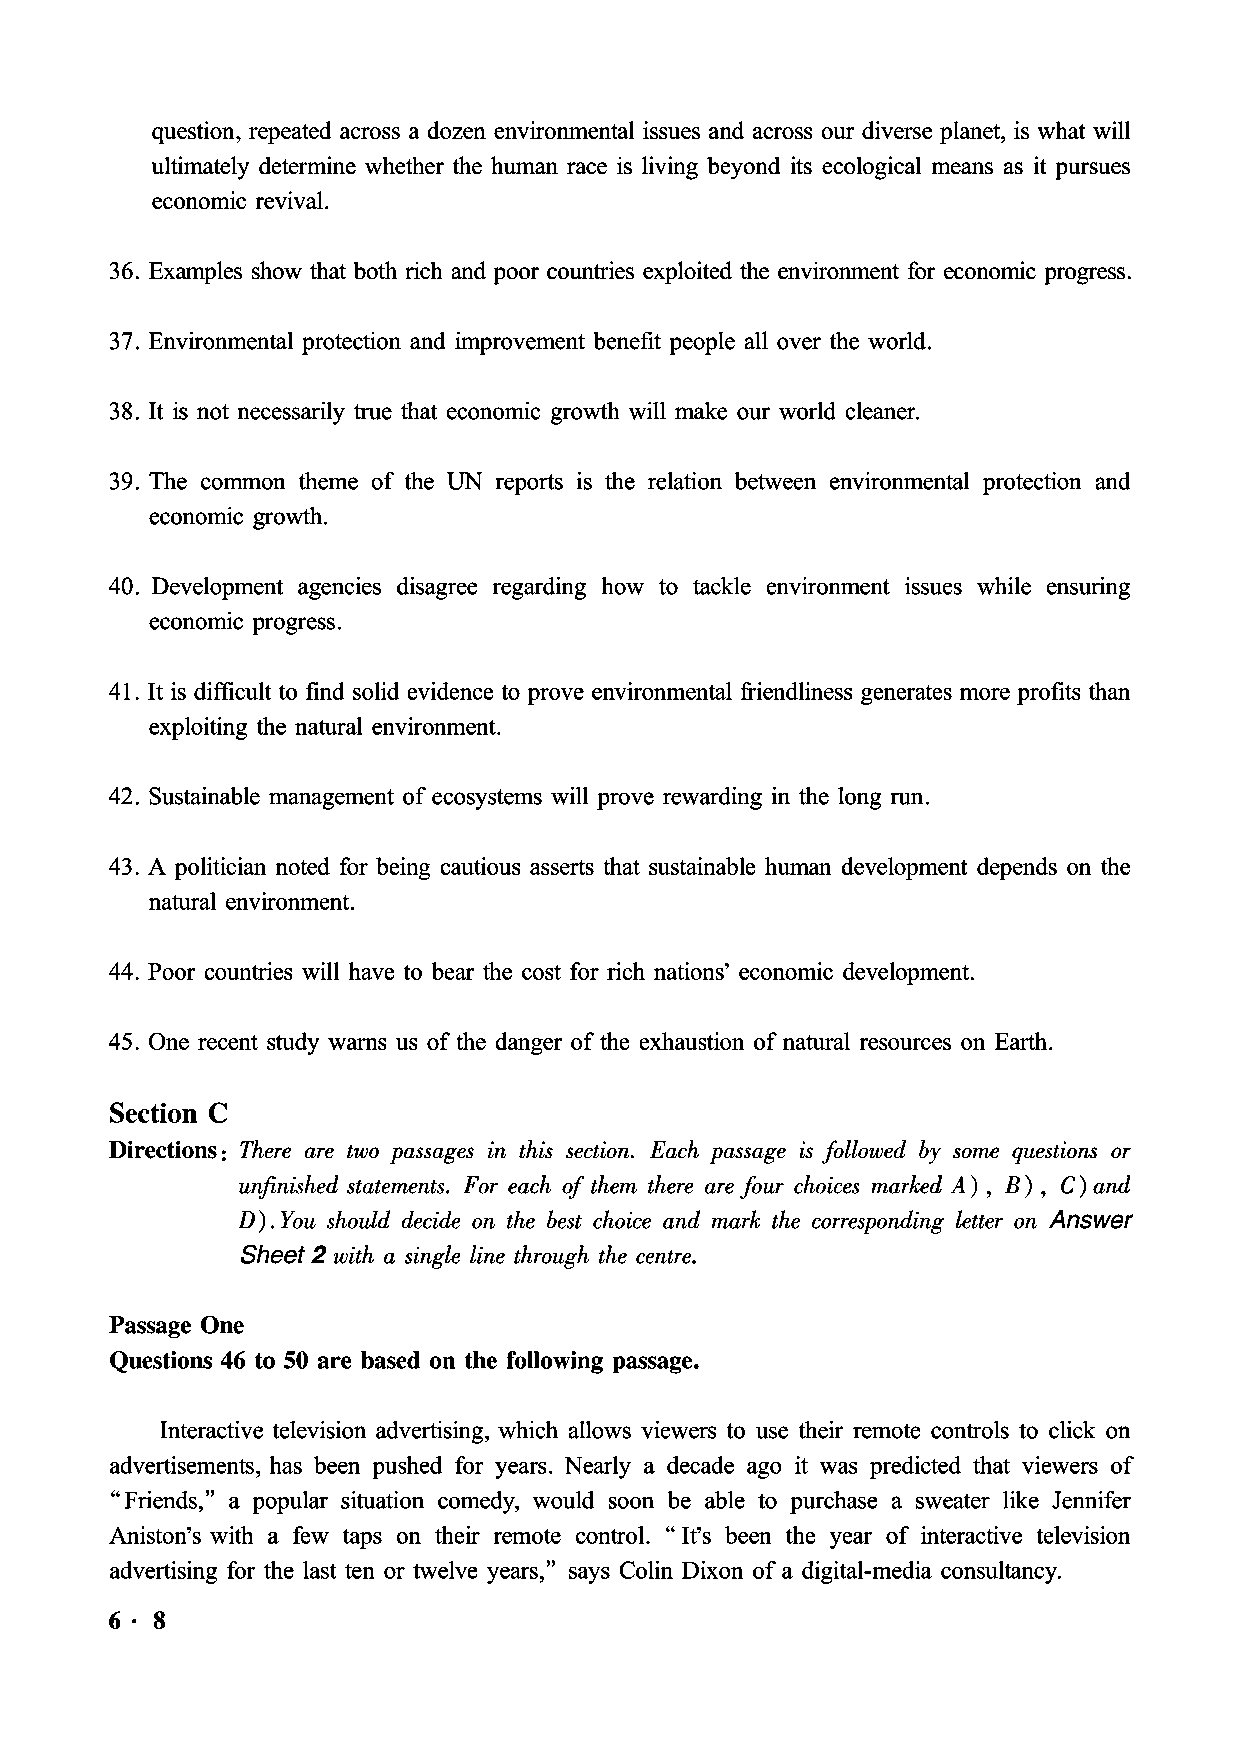 question, repeated across a dozen environmental issues and across our diverse planet, is what will
ultimately determine whether the human race is living beyond its ecological means as it pursues
economic revival.
36. Examples show that both rich and poor countries exploited the environment for economic progress.
37. Environmental protection and improvement benefit people all over the world.
38. It is not necessarily true that economic growth will make our world cleaner.
39. The common theme of the UN reports is the relation between environmental protection and
economic growth.
40. Development agencies disagree regarding how to tackle environment issues while ensuring
economic progress.
41. It is difficult to find solid evidence to prove environmental friendliness generates more profits than
exploiting the natural environment.
42. Sustainable management of ecosystems will prove rewarding in the long run.
43. A politician noted for being cautious asserts that sustainable human development depends on the
natural environment.
44. Poor countries will have to bear the cost for rich nations' economic development.
45. One recent study warns us of the danger of the exhaustion of natural resources on Earth.
Section C
Directions: There are two passages in this section. Each passage is followed by some questions or
unfinished statements. For each of them there are four choices marked A), B), C) and
D). You should decide on the best choice and mark the corresponding letter on Answer
Sheet 2 with a single line through the centre.
Passage One
Questions 46 to 50 are based on the following passage.
Interactive television advertising, which allows viewers to use their remote controls to click on
advertisements, has been pushed for years. Nearly a decade ago it was predicted that viewers of
"Friends," a popular situation comedy, would soon be able to purchase a sweater like Jennifer
Aniston's with a few taps on their remote control. "It's been the year of interactive television
advertising for the last ten or twelve years," says Colin Dixon of a digital-media consultancy.
6 · 8